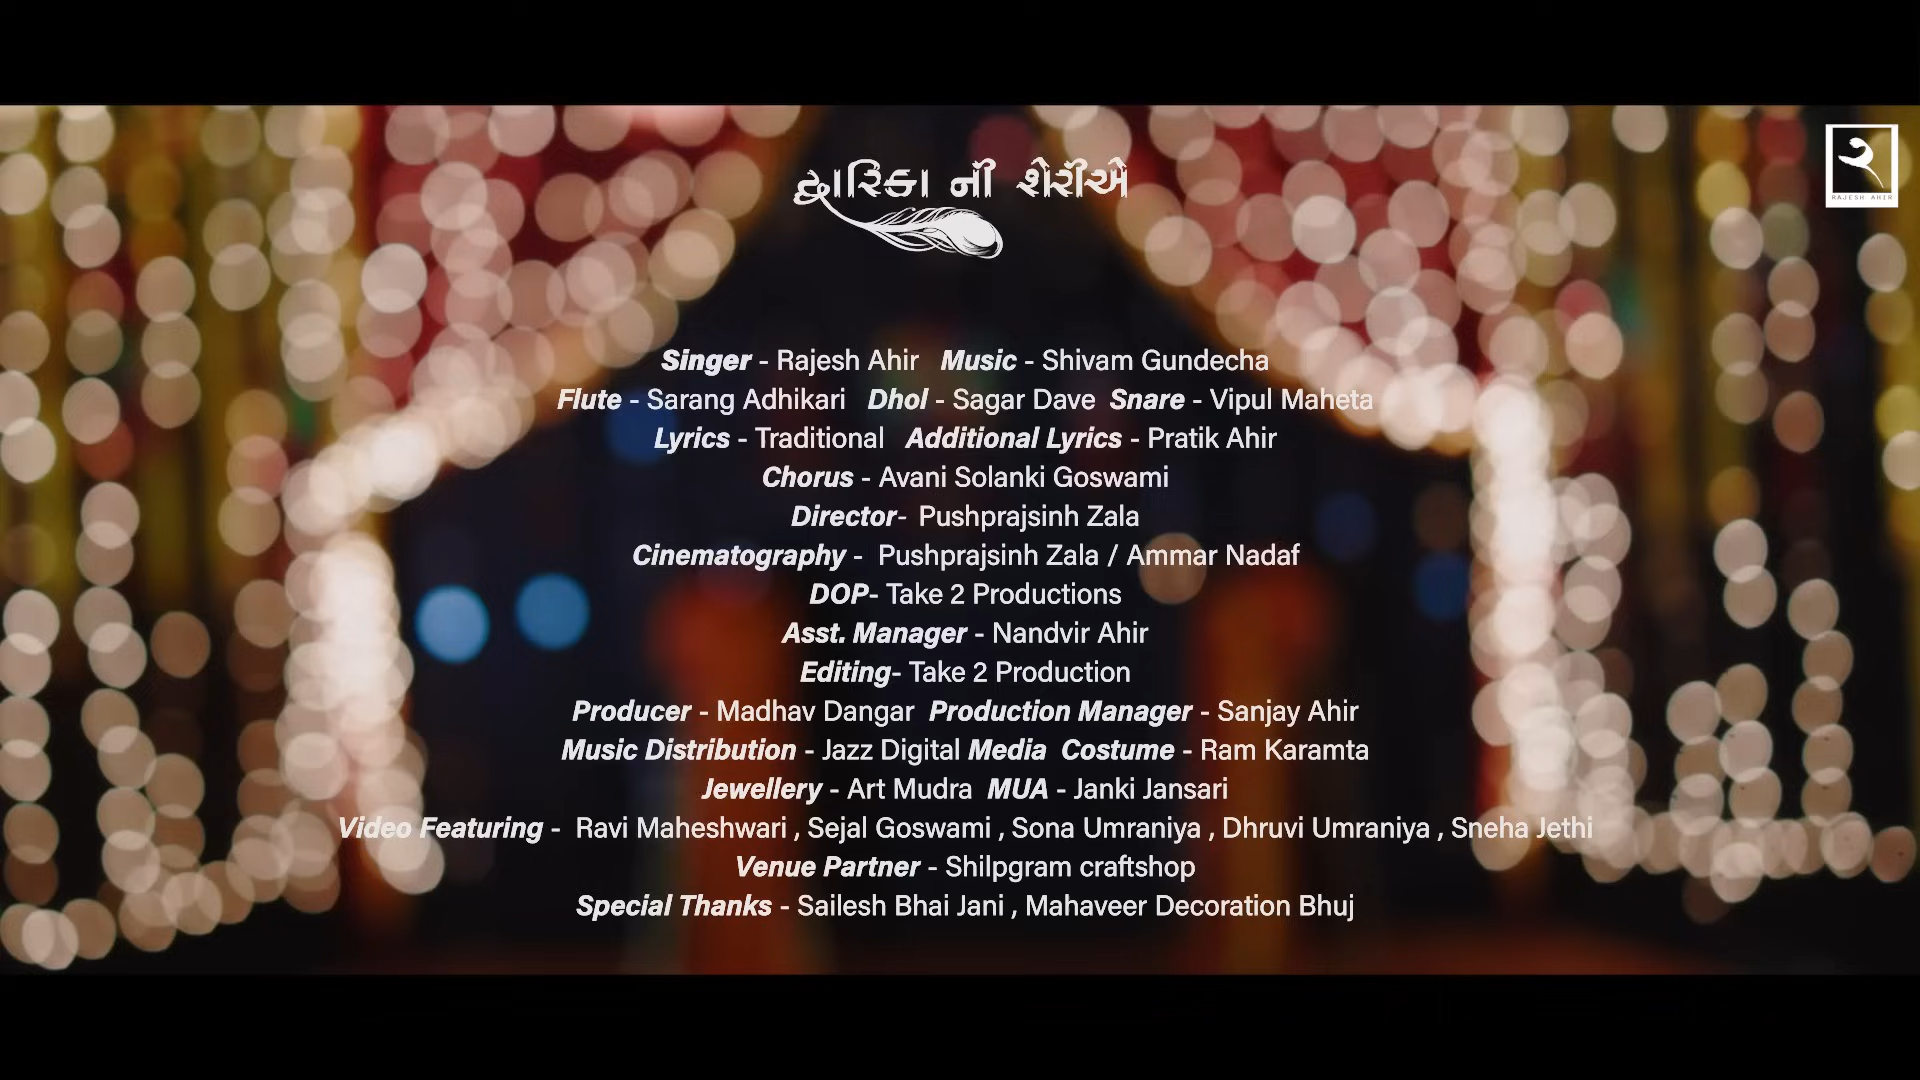 દ્વારિકા ની શેરીએ
RAJESH AHIR
Singer - Rajesh Ahir Music - Shivam Gundecha
Flute - Sarang Adhikari Dhol - Sagar Dave Snare - Vipul Maheta
Lyrics - Traditional Additional Lyrics - Pratik Ahir
Chorus - Avani Solanki Goswami
Director- Pushprajsinh Zala
Cinematography - Pushprajsinh Zala / Ammar Nadaf
DOP- Take 2 Productions
Asst. Manager - Nandvir Ahir
Editing- Take 2 Production
Producer - Madhav Dangar Production Manager - Sanjay Ahir
Music Distribution - Jazz Digital Media Costume - Ram Karamta
Jewellery - Art Mudra MUA - Janki Jansari
Video Featuring - Ravi Maheshwari , Sejal Goswami , Sona Umraniya , Dhruvi Umraniya , Sneha Jethi
Venue Partner - Shilpgram craftshop
Special Thanks - Sailesh Bhai Jani , Mahaveer Decoration Bhuj